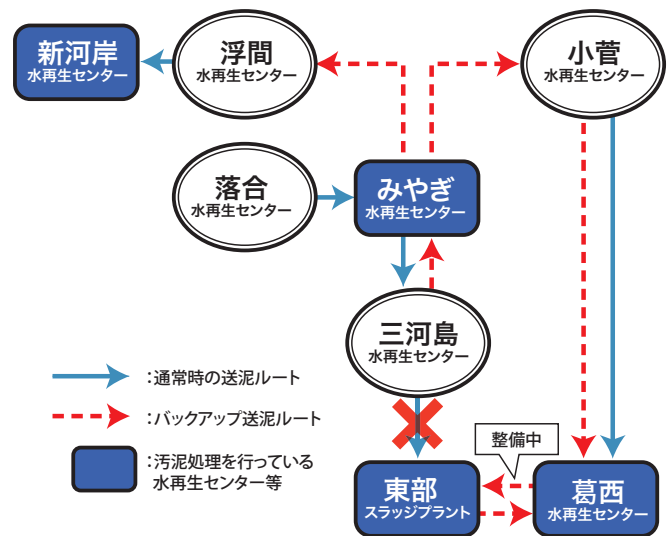 新河岸
水再生センター
浮間
水再生センター
小菅
水再生センター
落合
水再生センター
みやぎ
水再生センター
三河島
水再生センター
:通常時の送泥ルート
:バックアップ送泥ルート
:汚泥処理を行っている
水再生センター等
整備中
東部
スラッジプラント
葛西
水再生センター